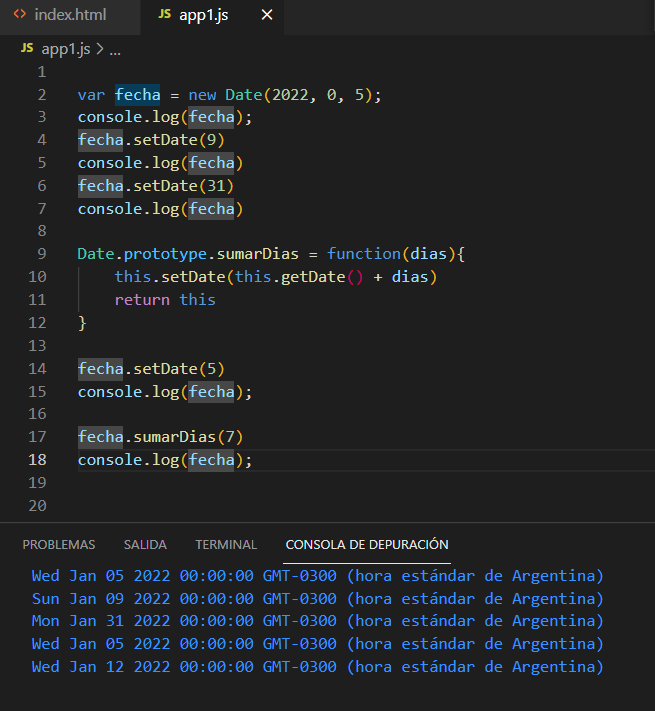 <> index.html JS app1.js ×
JS app1.js > ...
1
2 var fecha = new Date(2022, 0, 5);
3 console.log(fecha);
4 fecha.setDate(9)
5 console.log(fecha)
6 fecha.setDate(31)
7 console.log(fecha)
8
9 Date.prototype.sumarDias = function(dias){
10 this.setDate(this.getDate() + dias)
11 return this
12 }
13
14 fecha.setDate(5)
15 console.log(fecha);
16
17 fecha.sumarDias(7)
18 console.log(fecha);
19
20
PROBLEMAS SALIDA TERMINAL CONSOLA DE DEPURACIÓN
Wed Jan 05 2022 00:00:00 GMT-0300 (hora estándar de Argentina)
Sun Jan 09 2022 00:00:00 GMT-0300 (hora estándar de Argentina)
Mon Jan 31 2022 00:00:00 GMT-0300 (hora estándar de Argentina)
Wed Jan 05 2022 00:00:00 GMT-0300 (hora estándar de Argentina)
Wed Jan 12 2022 00:00:00 GMT-0300 (hora estándar de Argentina)